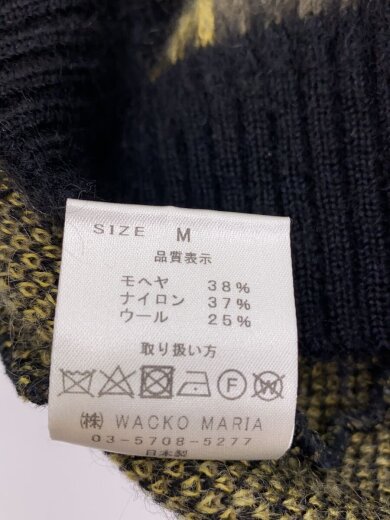 SIZE M
品質表示
モヘヤ 38%
ナイロン 37%
ウール 25%
取り扱い方
F W
(株) WACKO MARIA
03-5708-5277
日本製